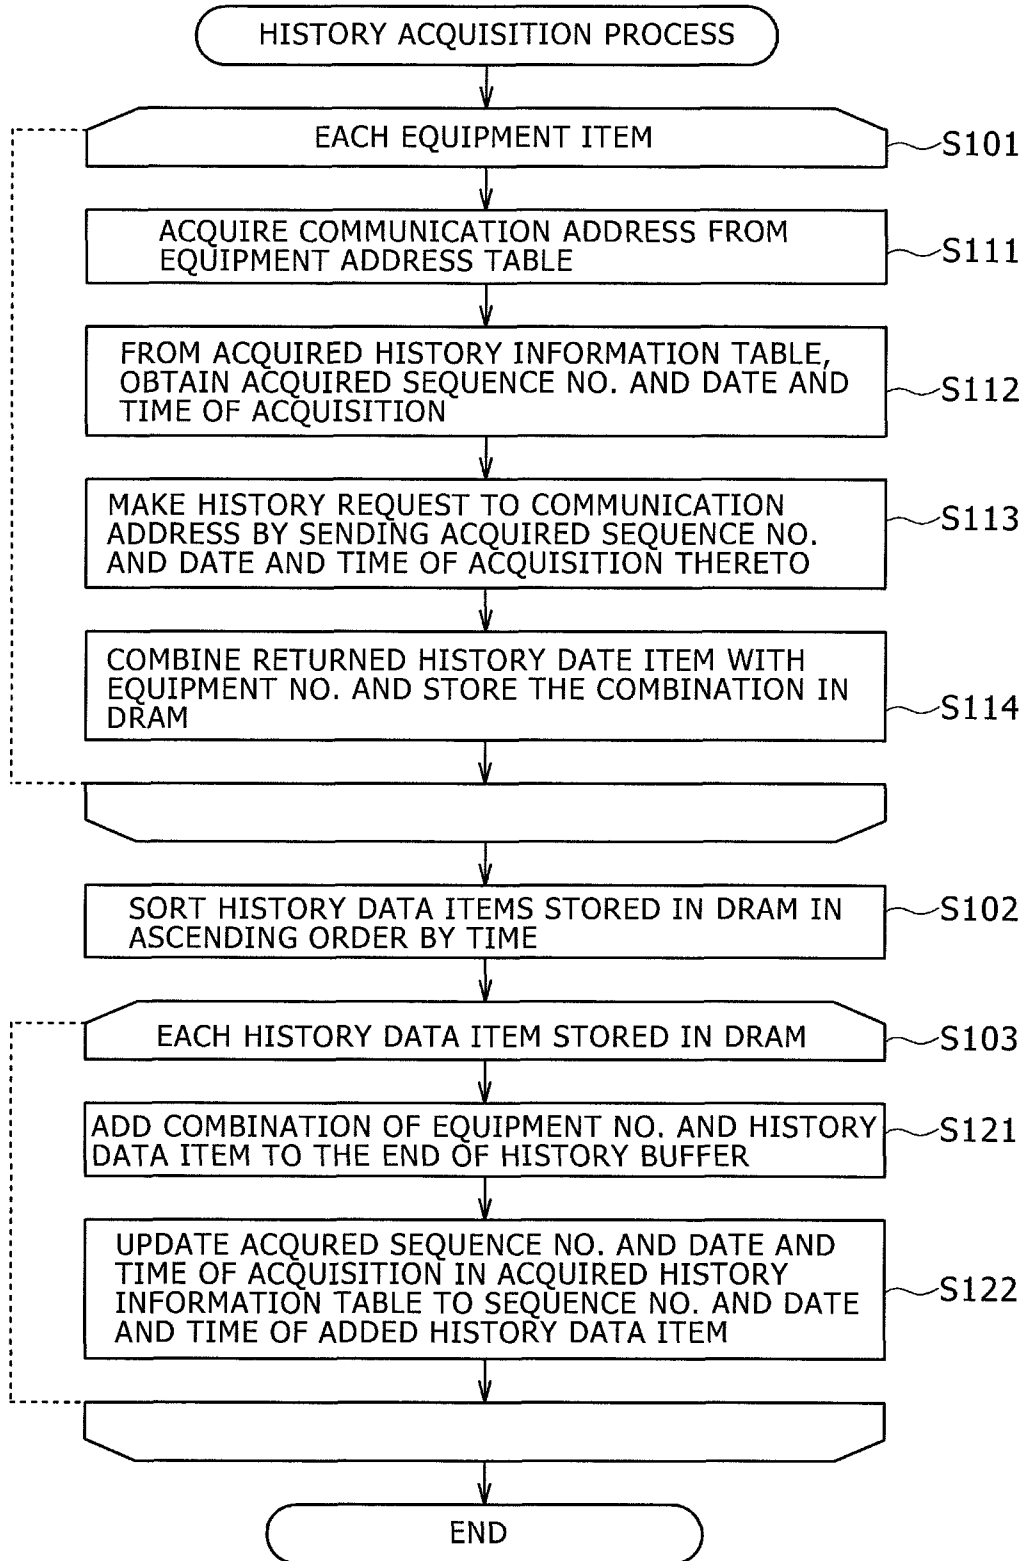 HISTORY ACQUISITION PROCESS
EACH EQUIPMENT ITEM
S101
ACQUIRE COMMUNICATION ADDRESS FROM
EQUIPMENT ADDRESS TABLE
S111
FROM ACQUIRED HISTORY INFORMATION TABLE,
OBTAIN ACQUIRED SEQUENCE NO. AND DATE AND
TIME OF ACQUISITION
S112
MAKE HISTORY REQUEST TO COMMUNICATION
ADDRESS BY SENDING ACQUIRED SEQUENCE NO.
AND DATE AND TIME OF ACQUISITION THERETO
S113
COMBINE RETURNED HISTORY DATE ITEM WITH
EQUIPMENT NO. AND STORE THE COMBINATION IN
DRAM
S114
SORT HISTORY DATA ITEMS STORED IN DRAM IN
ASCENDING ORDER BY TIME
S102
EACH HISTORY DATA ITEM STORED IN DRAM
S103
ADD COMBINATION OF EQUIPMENT NO. AND HISTORY
DATA ITEM TO THE END OF HISTORY BUFFER
S121
UPDATE ACQURED SEQUENCE NO. AND DATE AND
TIME OF ACQUISITION IN ACQUIRED HISTORY
INFORMATION TABLE TO SEQUENCE NO. AND DATE
AND TIME OF ADDED HISTORY DATA ITEM
S122
END